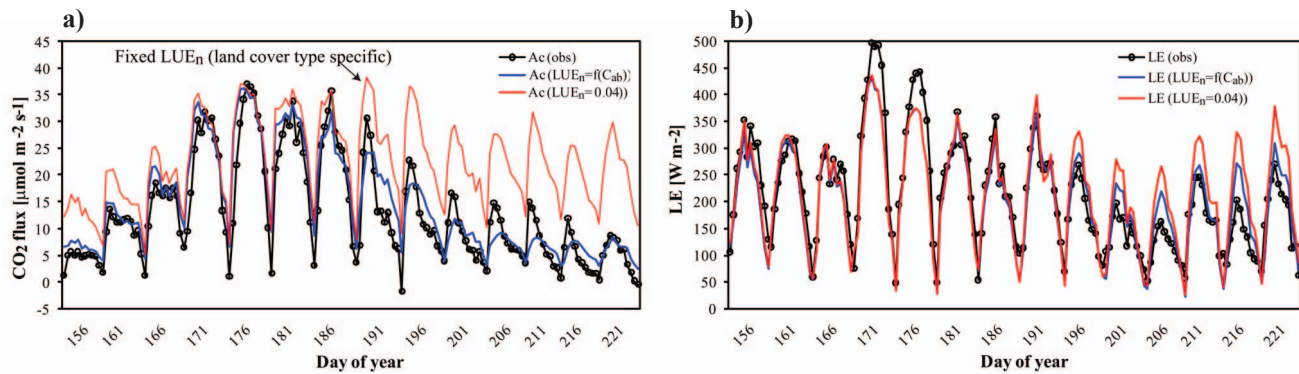 a)
CO2 flux [μmol m−2 s-1]
45
40
35
30
25
20
15
10
5
0
-5
Fixed LUEn (land cover type specific)
Ac (obs)
Ac (LUEn=f(Cab))
Ac (LUEn=0.04))
156 161 166 171 176 181 186 191 196 201 206 211 216 221
Day of year
b)
LE [W m-2]
500
450
400
350
300
250
200
150
100
50
0
LE (obs)
LE (LUEn=f(Cab))
LE (LUEn=0.04))
156 161 166 171 176 181 186 191 196 201 206 211 216 221
Day of year